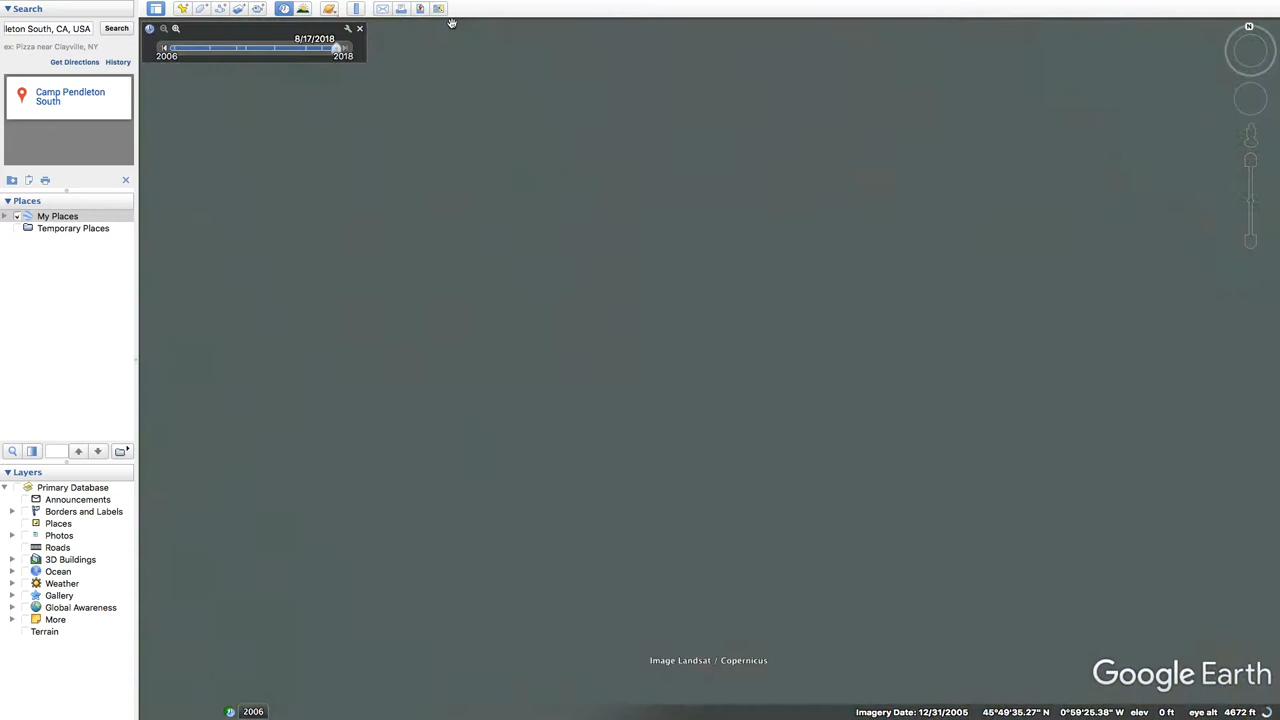 Search
leton South, CA, USA
Search
ex: Pizza near Clayville, NY
Get Directions
History
Camp Pendleton
South
Places
My Places
Temporary Places
Layers
Primary Database
Announcements
Borders and Labels
Places
Photos
Roads
3D Buildings
Ocean
Weather
Gallery
Global Awareness
More
Terrain
8/17/2018
2006
2018
N
Image Landsat / Copernicus
Google Earth
2006
Imagery Date: 12/31/2005 45°49'35.27" N 0°59'25.38" W elev 0 ft eye alt 4672 ft